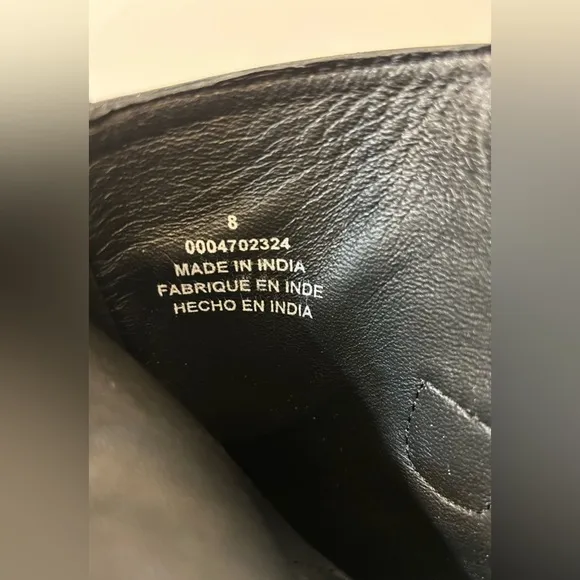 8
0004702324
MADE IN INDIA
FABRIQUE EN INDE
HECHO EN INDIA